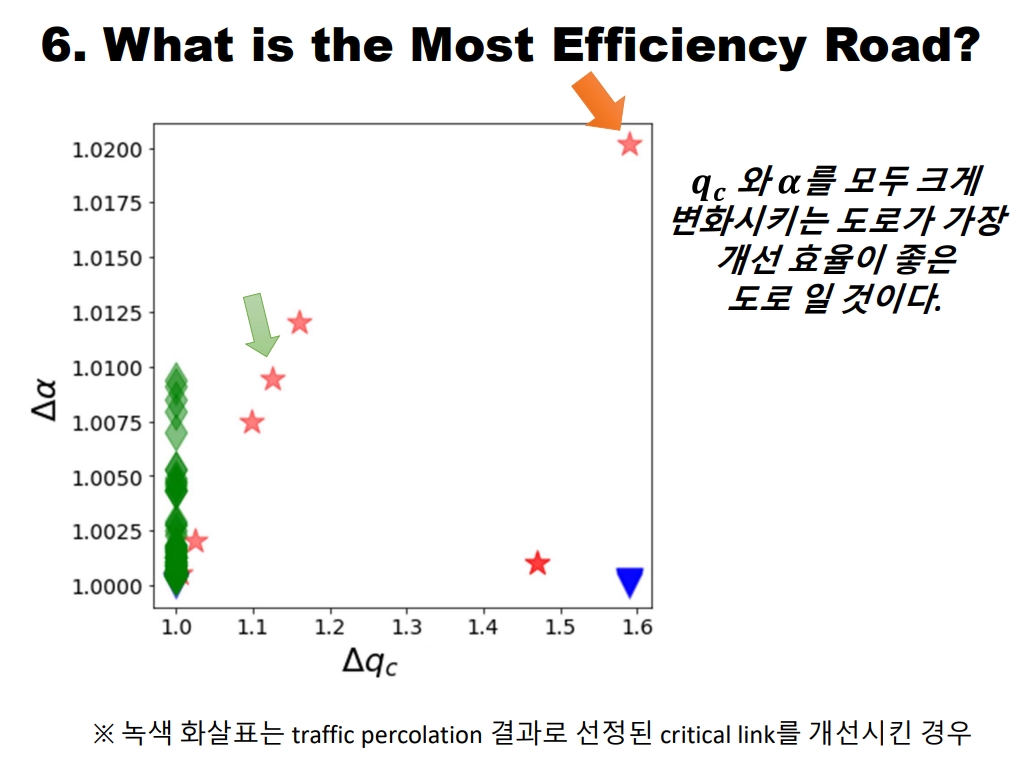 6. What is the Most Efficiency Road?
1.0200
1.0175
1.0150
1.0125
1.0100
1.0075
1.0050
1.0025
1.0000
Δα
1.0 1.1 1.2 1.3 1.4 1.5 1.6
Δq_c
q_c 와 α를 모두 크게
변화시키는 도로가 가장
개선 효율이 좋은
도로 일 것이다.
※ 녹색 화살표는 traffic percolation 결과로 선정된 critical link를 개선시킨 경우